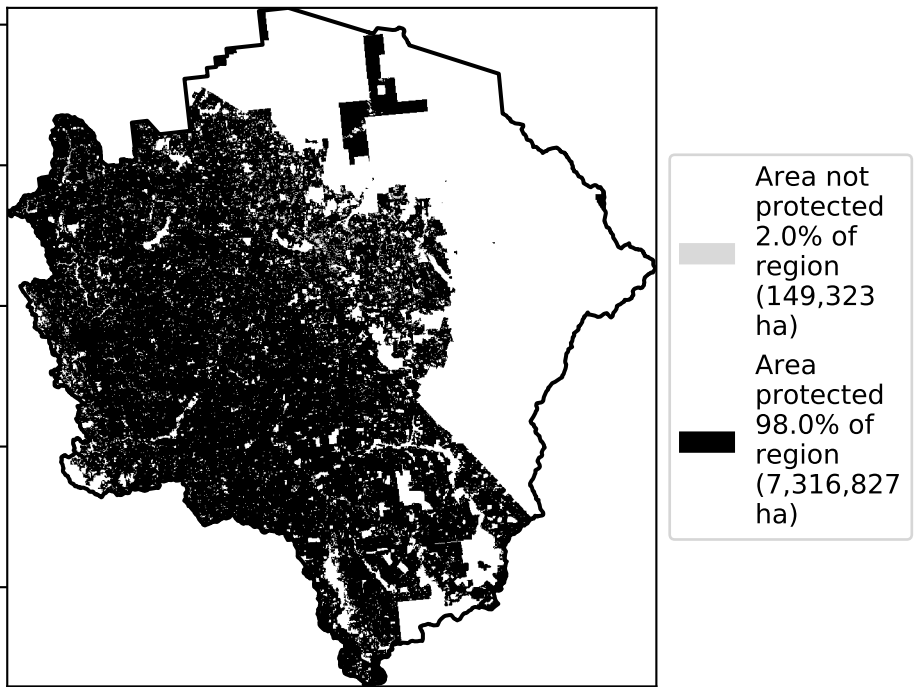 Area not
protected
2.0% of
region
(149,323
ha)
Area
protected
98.0% of
region
(7,316,827
ha)